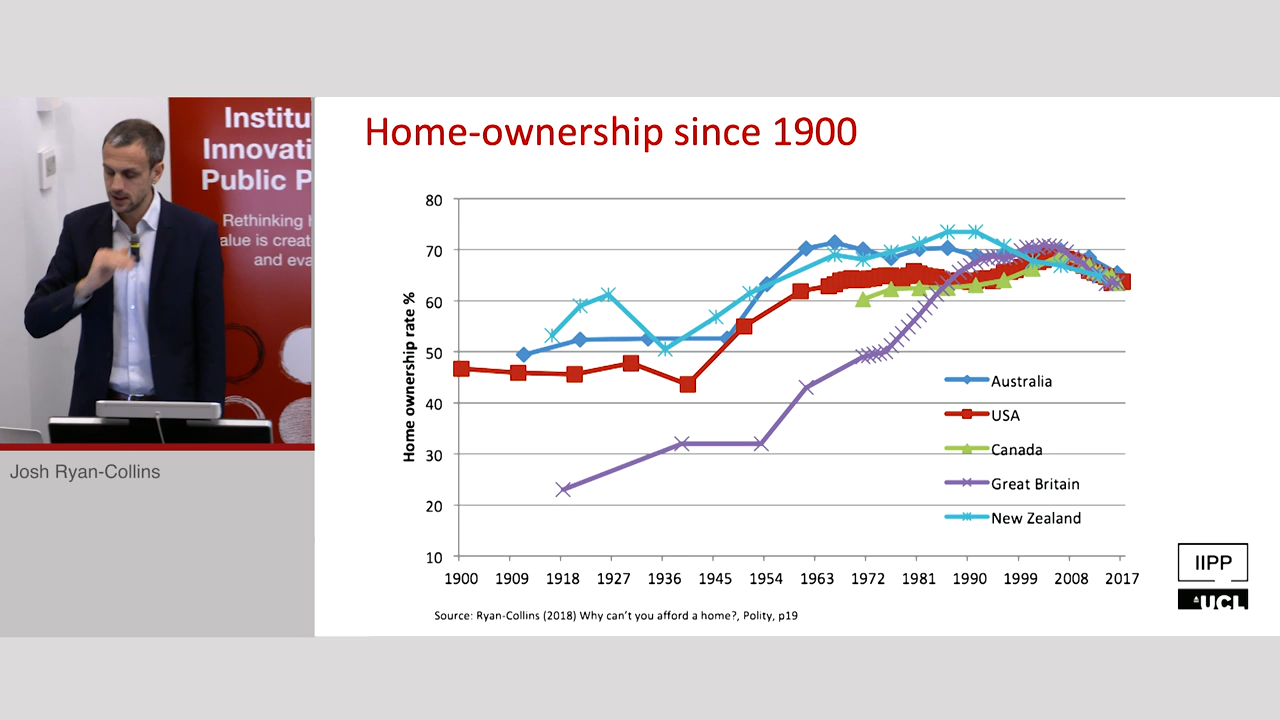 Institu
Innovati
Public P
Rethinking
alue is creat
and eva
Josh Ryan-Collins
Home-ownership since 1900
Home ownership rate %
80
70
60
50
40
30
20
10
1900 1909 1918 1927 1936 1945 1954 1963 1972 1981 1990 1999 2008 2017
Australia
USA
Canada
Great Britain
New Zealand
Source: Ryan-Collins (2018) Why can't you afford a home?, Polity, p19
IIPP
UCL